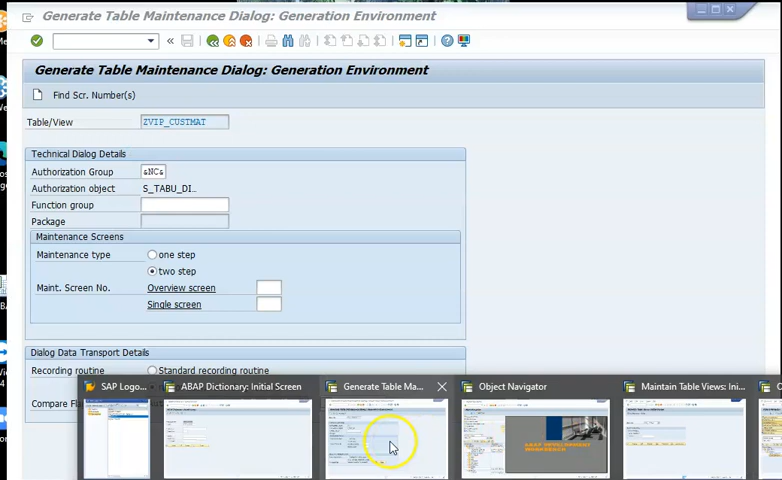 Generate Table Maintenance Dialog: Generation Environment
Generate Table Maintenance Dialog: Generation Environment
Find Scr. Number(s)
Table/View ZVIP_CUSTMAT
Technical Dialog Details
Authorization Group &NC&
Authorization object S_TABU_DI..
Function group
Package
Maintenance Screens
Maintenance type one step
two step
Maint. Screen No. Overview screen
Single screen
Dialog Data Transport Details
Recording routine Standard recording routine
Compare Fl
SAP Logo... ABAP Dictionary: Initial Screen Generate Table Ma... Object Navigator Maintain Table Views: Ini...